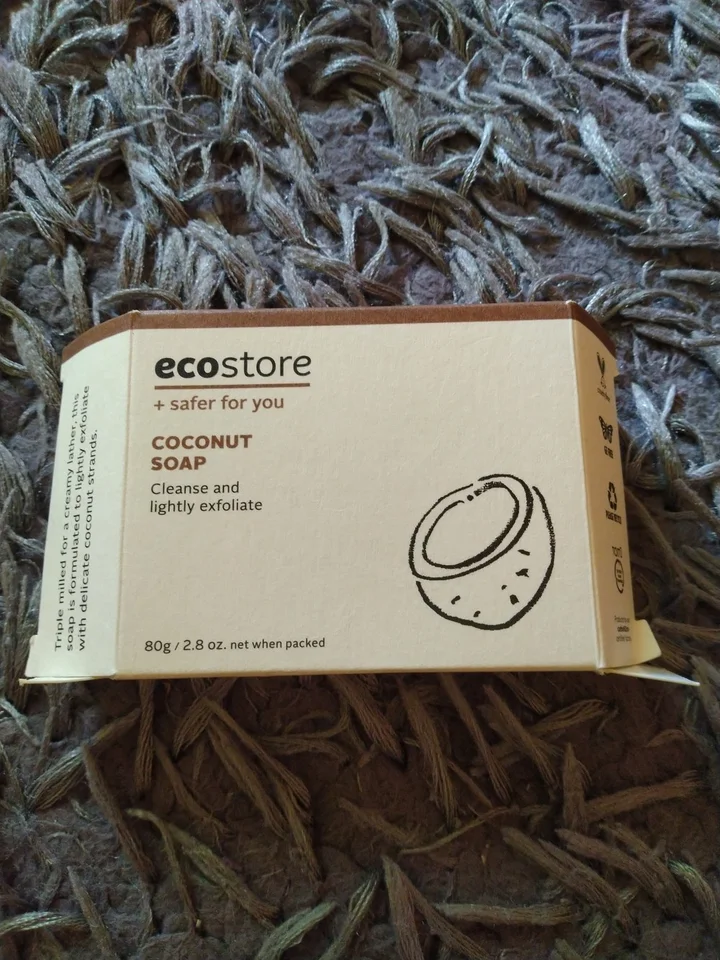 ecostore
+ safer for you
COCONUT
SOAP
Cleanse and
lightly exfoliate
80g / 2.8 oz. net when packed
Triple milled for a creamy lather, this
soap is formulated to lightly exfoliate
with delicate coconut strands.